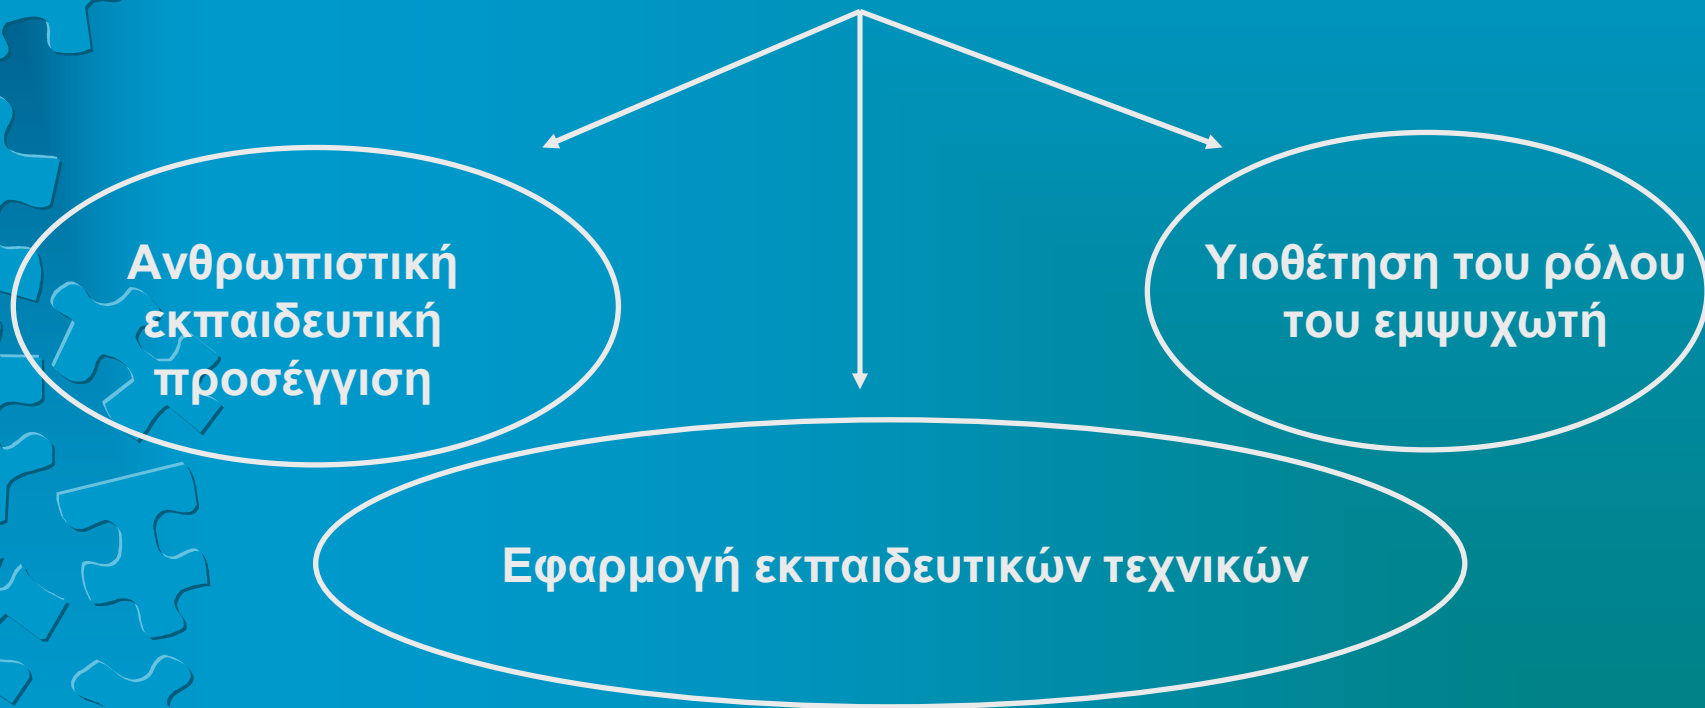 Ανθρωπιστική
εκπαιδευτική
προσέγγιση
Υιοθέτηση του ρόλου
του εμψυχωτή
Εφαρμογή εκπαιδευτικών τεχνικών